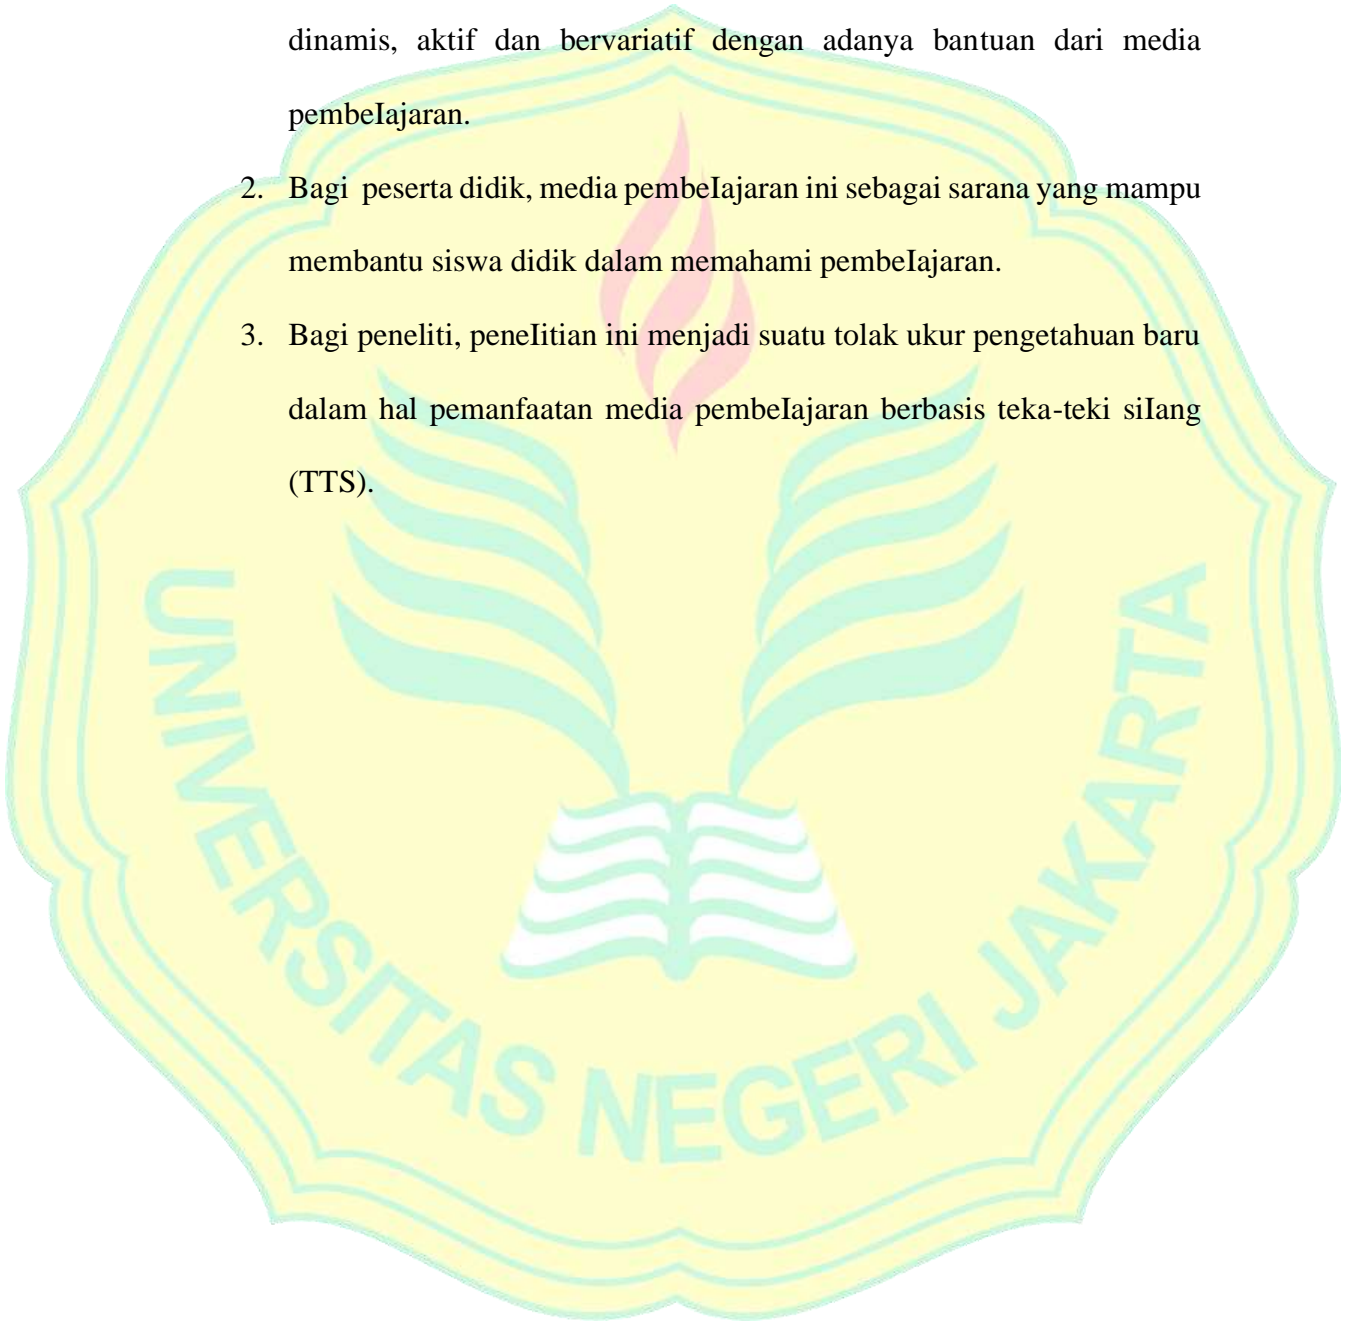 dinamis, aktif dan bervariatif dengan adanya bantuan dari media
pembeIajaran.
2. Bagi peserta didik, media pembeIajaran ini sebagai sarana yang mampu
membantu siswa didik dalam memahami pembeIajaran.
3. Bagi peneliti, peneIitian ini menjadi suatu tolak ukur pengetahuan baru
dalam hal pemanfaatan media pembeIajaran berbasis teka-teki siIang
(TTS).
UNIVERSITAS NEGERI JAKARTA